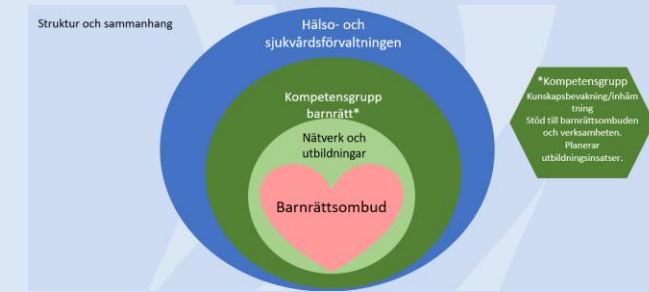 Struktur och sammanhang
Hälso- och
sjukvårdsförvaltningen
Kompetensgrupp
barnrätt*
Nätverk och
utbildningar
Barnrättsombud
*Kompetensgrupp
Kunskapsbevakning/inhäm
tning
Stöd till barnrättsombuden
och verksamheten.
Planerar
utbildningsinsatser.